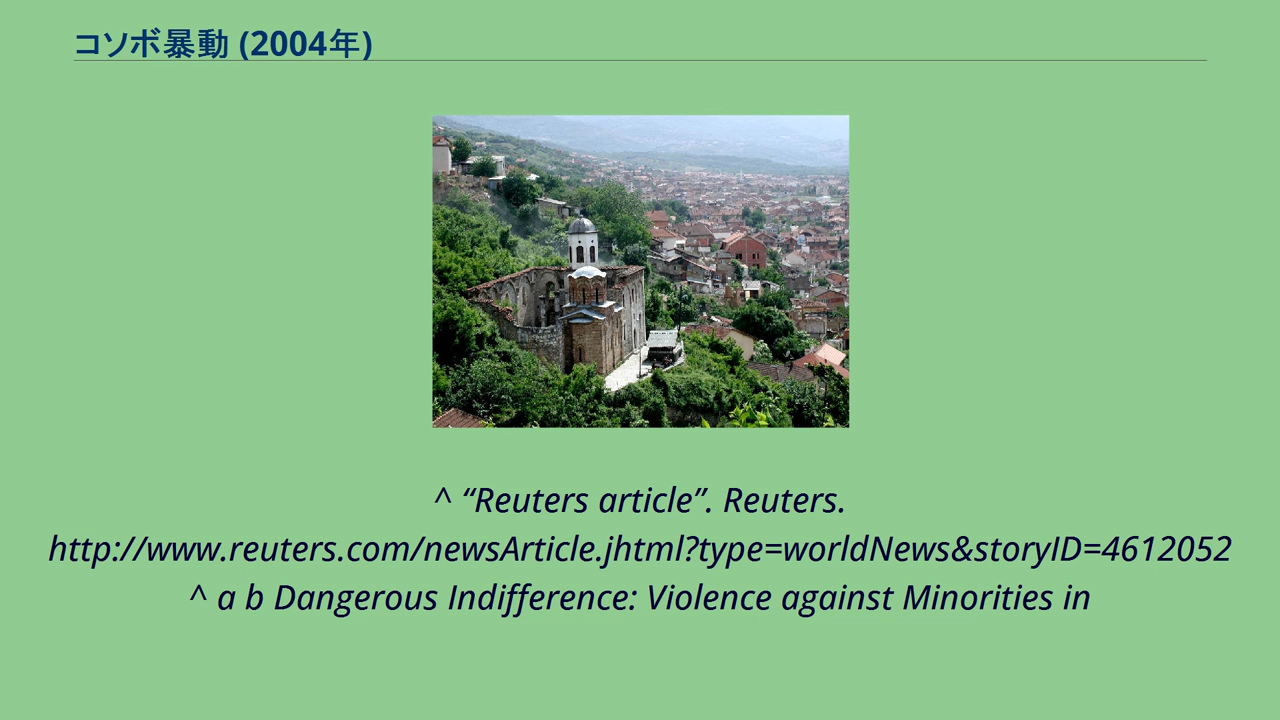 コソボ暴動 (2004年)
^ “Reuters article”. Reuters.
http://www.reuters.com/newsArticle.jhtml?type=worldNews&storyID=4612052
^ a b Dangerous Indifference: Violence against Minorities in